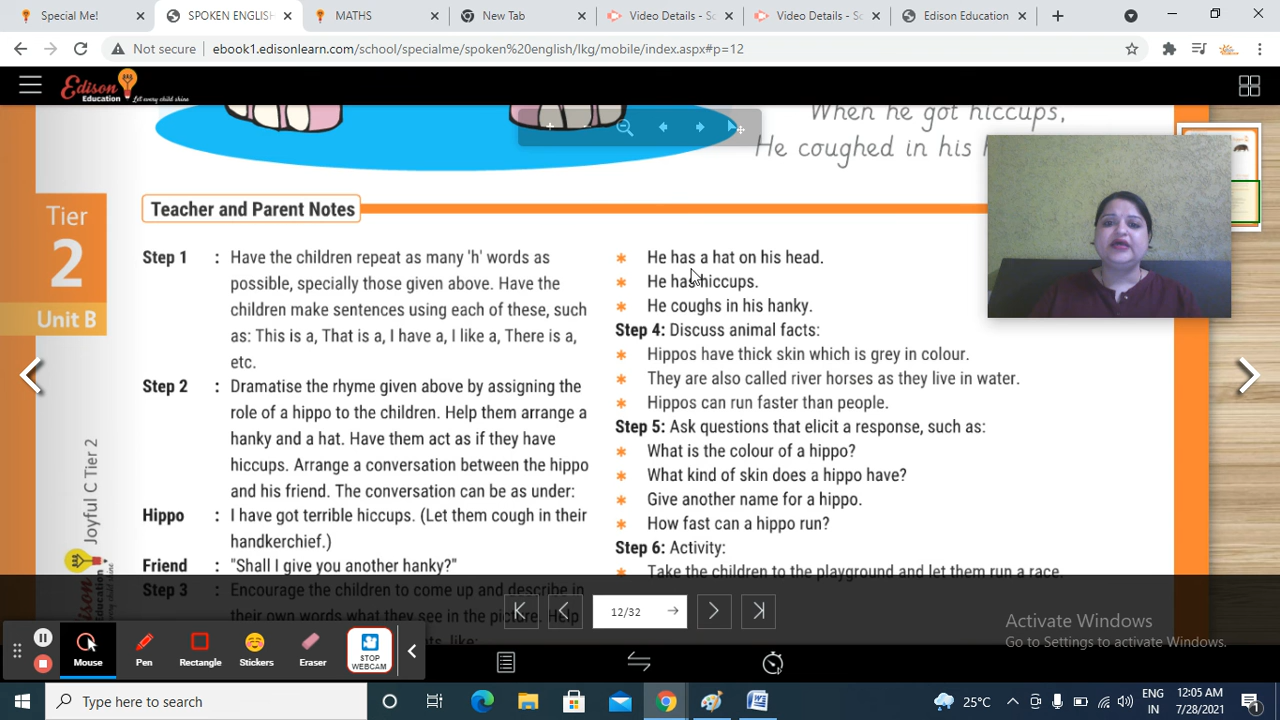 Special Me!
SPOKEN ENGLISH
MATHS
New Tab
Video Details - Sc
Video Details - Sc
Edison Education
Not secure
ebook1.edisonlearn.com/school/specialme/spoken%20english/lkg/mobile/index.aspx#p=12
Edison
Education
Let every child shine
When he got hiccups,
He coughed in his
Tier
2
Unit B
Joyful C Tier 2
Edison
Education
Teacher and Parent Notes
Step 1 : Have the children repeat as many 'h' words as
possible, specially those given above. Have the
children make sentences using each of these, such
as: This is a, That is a, I have a, I like a, There is a,
etc.
Step 2 : Dramatise the rhyme given above by assigning the
role of a hippo to the children. Help them arrange a
hanky and a hat. Have them act as if they have
hiccups. Arrange a conversation between the hippo
and his friend. The conversation can be as under:
Hippo : I have got terrible hiccups. (Let them cough in their
handkerchief.)
Friend : "Shall I give you another hanky?"
Step 3 : Encourage the children to come up and describe in
their own words what they see in the picture. Help
like:
* He has a hat on his head.
* He has hiccups.
* He coughs in his hanky.
Step 4: Discuss animal facts:
* Hippos have thick skin which is grey in colour.
* They are also called river horses as they live in water.
* Hippos can run faster than people.
Step 5: Ask questions that elicit a response, such as:
* What is the colour of a hippo?
* What kind of skin does a hippo have?
* Give another name for a hippo.
* How fast can a hippo run?
Step 6: Activity:
* Take the children to the playground and let them run a race.
12/32
Activate Windows
Go to Settings to activate Windows.
Mouse
Pen
Rectangle
Stickers
Eraser
STOP
WEBCAM
Type here to search
25°C
ENG
IN
12:05 AM
7/28/2021
1